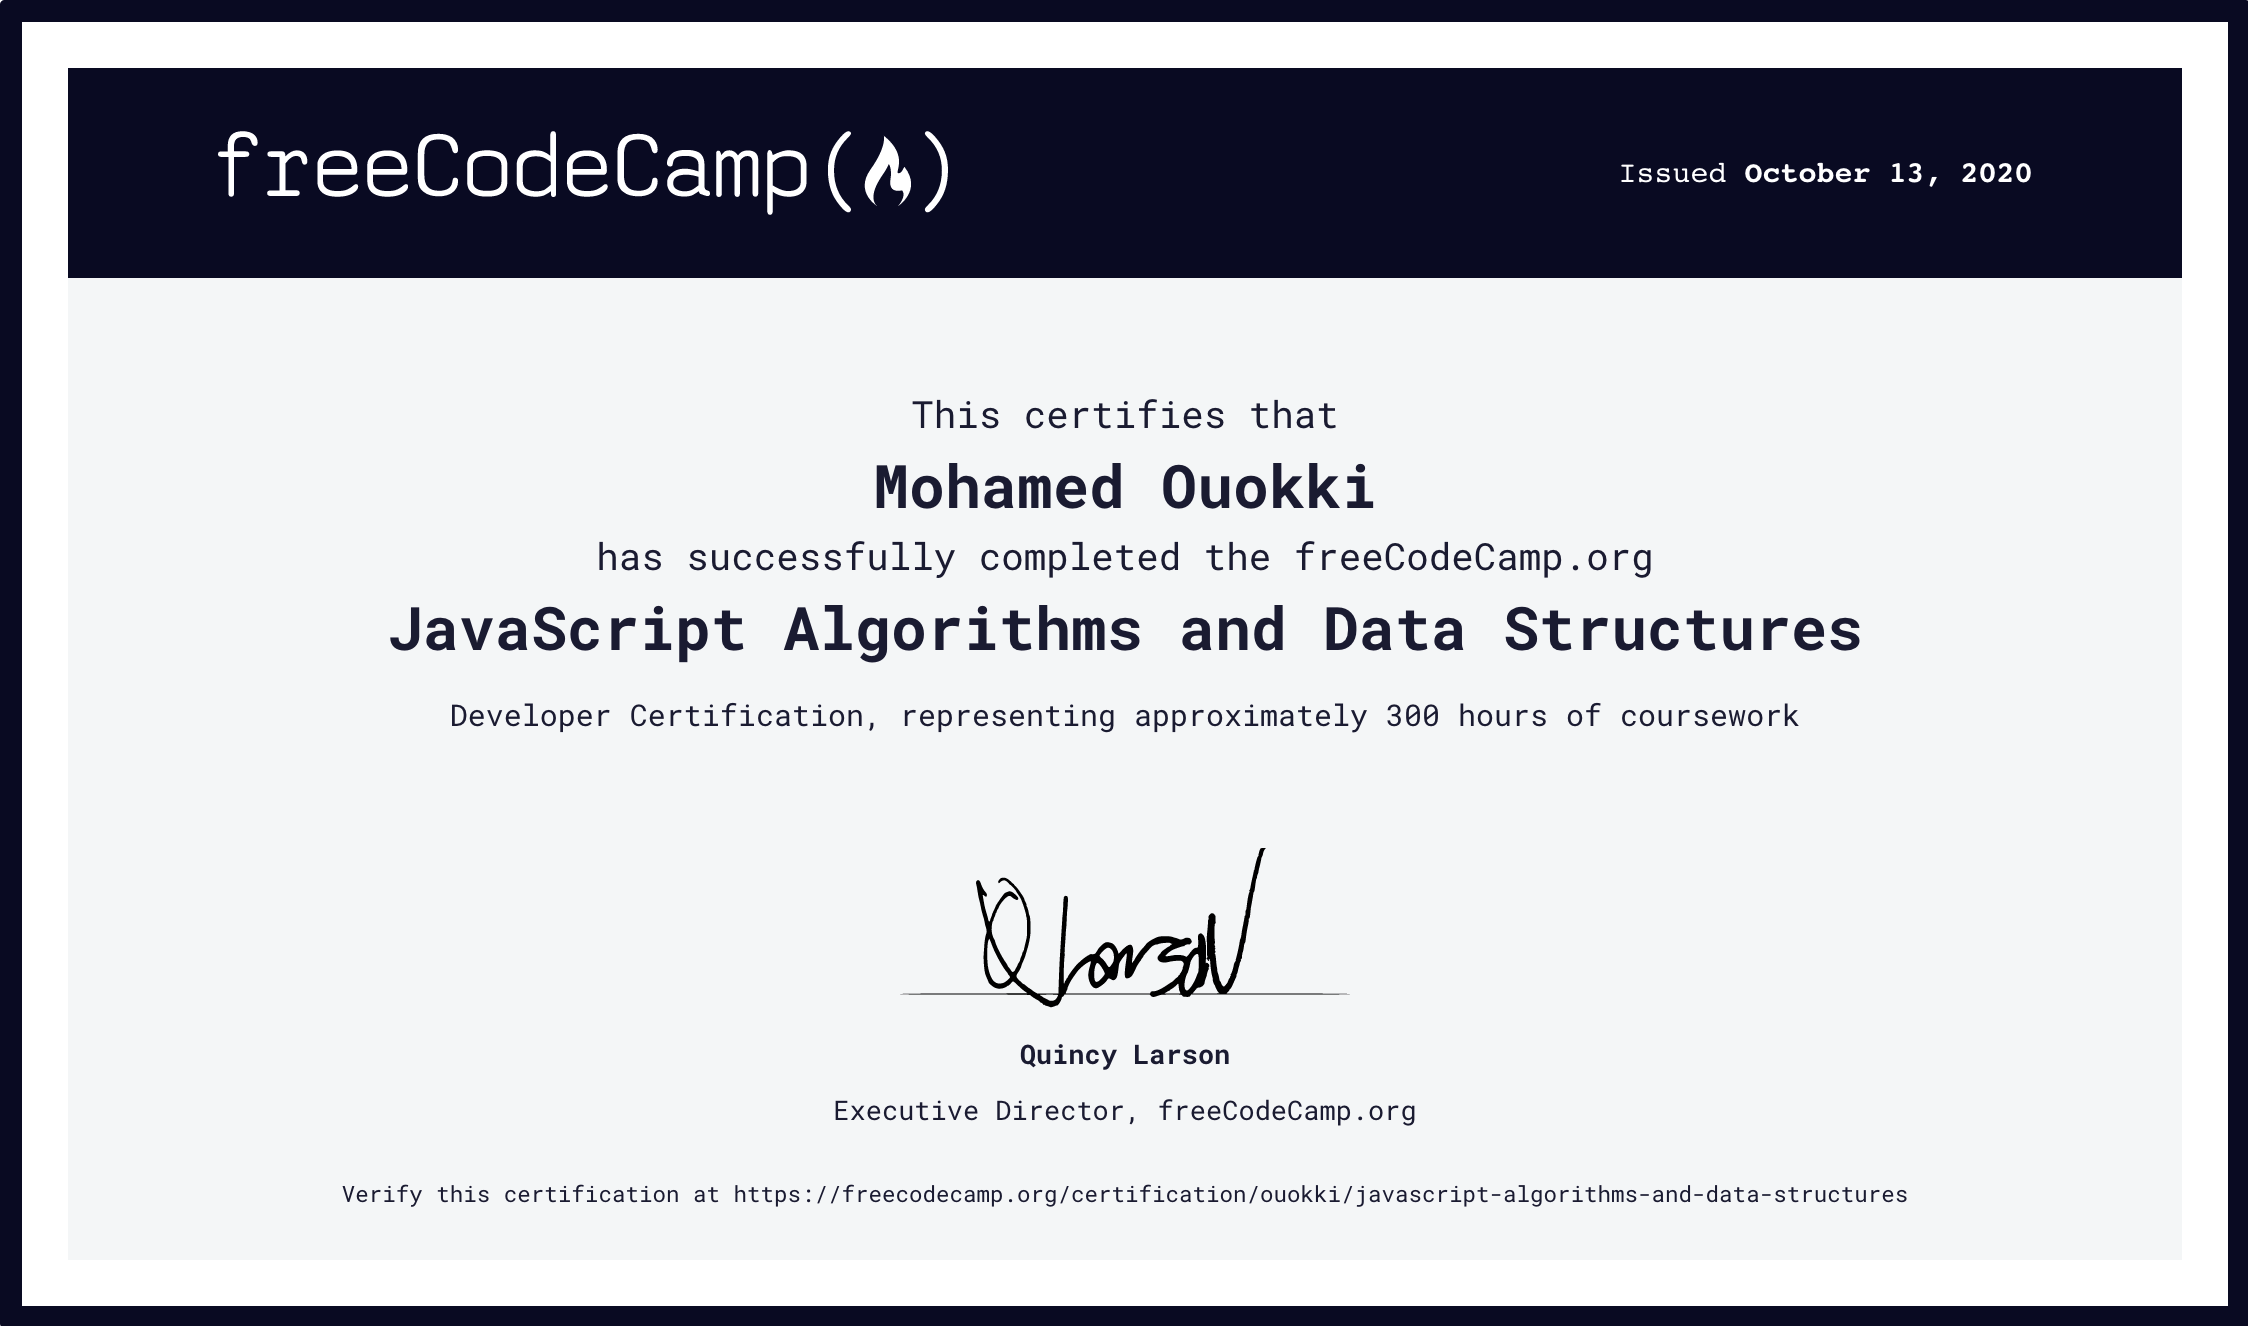 freeCodeCamp
Issued October 13, 2020
This certifies that
Mohamed Ouokki
has successfully completed the freeCodeCamp.org
JavaScript Algorithms and Data Structures
Developer Certification, representing approximately 300 hours of coursework
Q Larson
Quincy Larson
Executive Director, freeCodeCamp.org
Verify this certification at https://freecodecamp.org/certification/ouokki/javascript-algorithms-and-data-structures